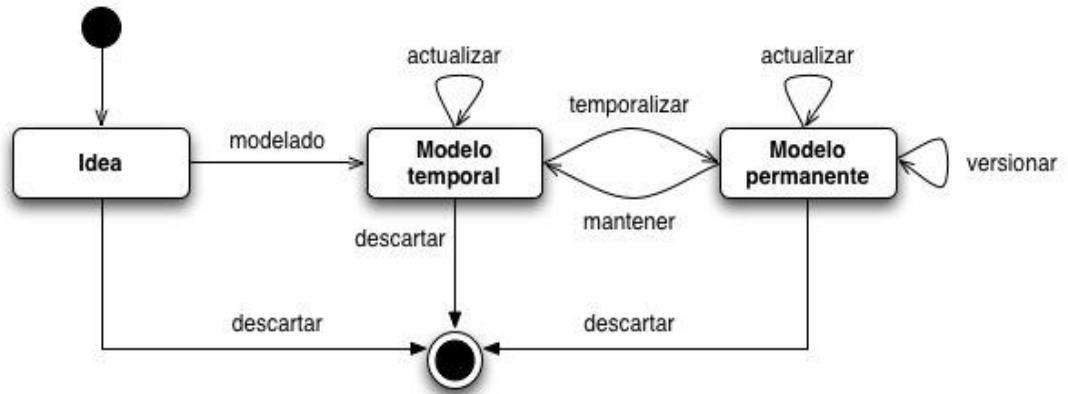 actualizar
actualizar
temporalizar
modelado
Idea
Modelo
temporal
Modelo
permanente
versionar
mantener
descartar
descartar
descartar